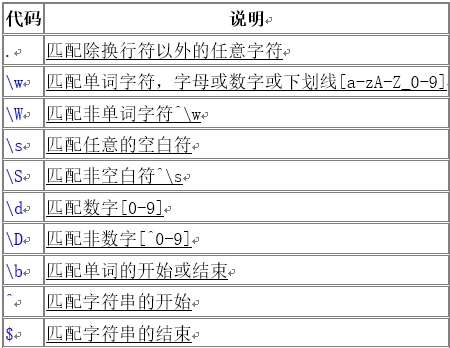 代码 说明
. 匹配除换行符以外的任意字符
\w 匹配单词字符，字母或数字或下划线[a-zA-Z_0-9]
\W 匹配非单词字符^\w
\s 匹配任意的空白符
\S 匹配非空白符^\s
\d 匹配数字[0-9]
\D 匹配非数字[^0-9]
\b 匹配单词的开始或结束
^ 匹配字符串的开始
$ 匹配字符串的结束